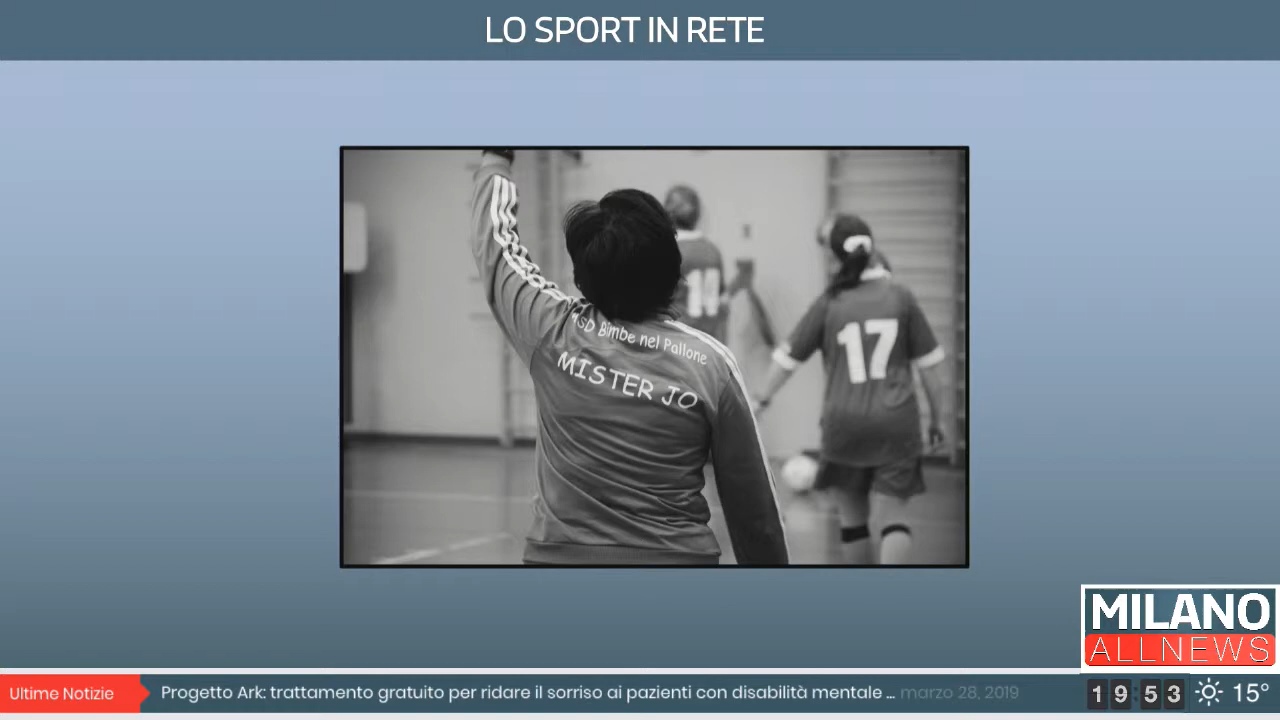 LO SPORT IN RETE
14
17
ASD Bimbe nel Pallone
MISTER JO
MILANO
ALLNEWS
Ultime Notizie
Progetto Ark: trattamento gratuito per ridare il sorriso ai pazienti con disabilità mentale ... marzo 28, 2019
19:53
15°